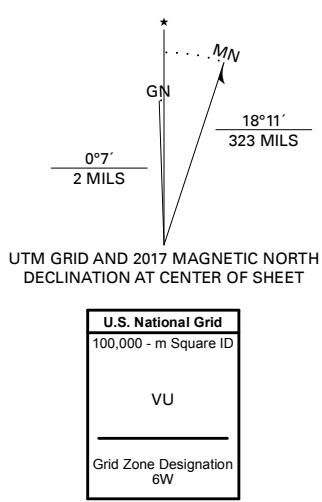 ★
MN
GN
18°11´
323 MILS
0°7´
2 MILS
UTM GRID AND 2017 MAGNETIC NORTH
DECLINATION AT CENTER OF SHEET
U.S. National Grid
100,000 - m Square ID
VU
Grid Zone Designation
6W